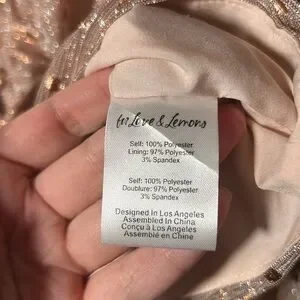 for Love & Lemons
Self: 100% Polyester
Lining: 97% Polyester
3% Spandex
Self: 100% Polyester
Doublure: 97% Polyester
3% Spandex
Designed in Los Angeles
Assembled In China
Conçu à Los Angeles
Assemblé en Chine